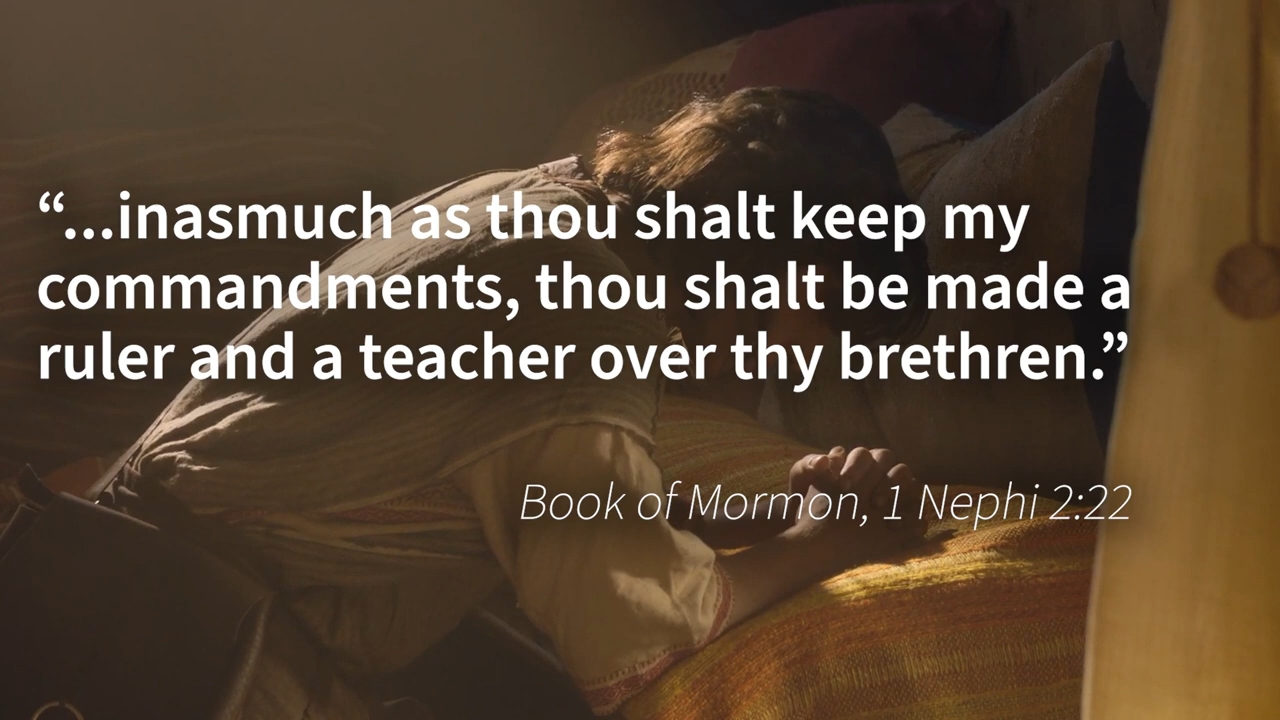 “...inasmuch as thou shalt keep my
commandments, thou shalt be made a
ruler and a teacher over thy brethren.”
Book of Mormon, 1 Nephi 2:22